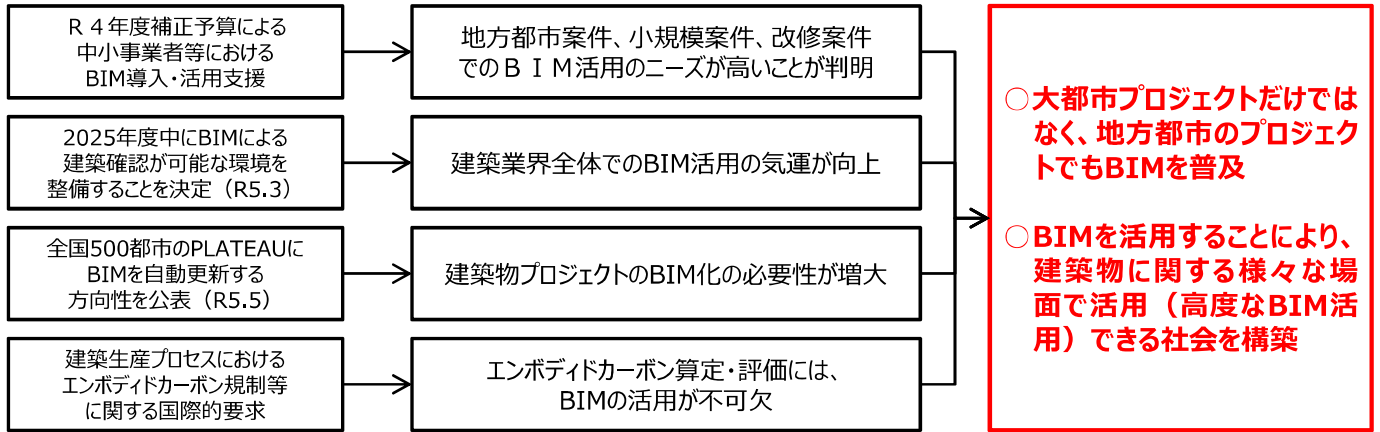 R４年度補正予算による
中小事業者等における
BIM導入・活用支援
地方都市案件、小規模案件、改修案件
でのＢＩＭ活用のニーズが高いことが判明
2025年度中にBIMによる
建築確認が可能な環境を
整備することを決定（R5.3）
建築業界全体でのBIM活用の気運が向上
全国500都市のPLATEAUに
BIMを自動更新する
方向性を公表（R5.5）
建築物プロジェクトのBIM化の必要性が増大
建築生産プロセスにおける
エンボディドカーボン規制等
に関する国際的要求
エンボディドカーボン算定・評価には、
BIMの活用が不可欠
○大都市プロジェクトだけでは
なく、地方都市のプロジェク
トでもBIMを普及
○BIMを活用することにより、
建築物に関する様々な場
面で活用（高度なBIM活
用）できる社会を構築